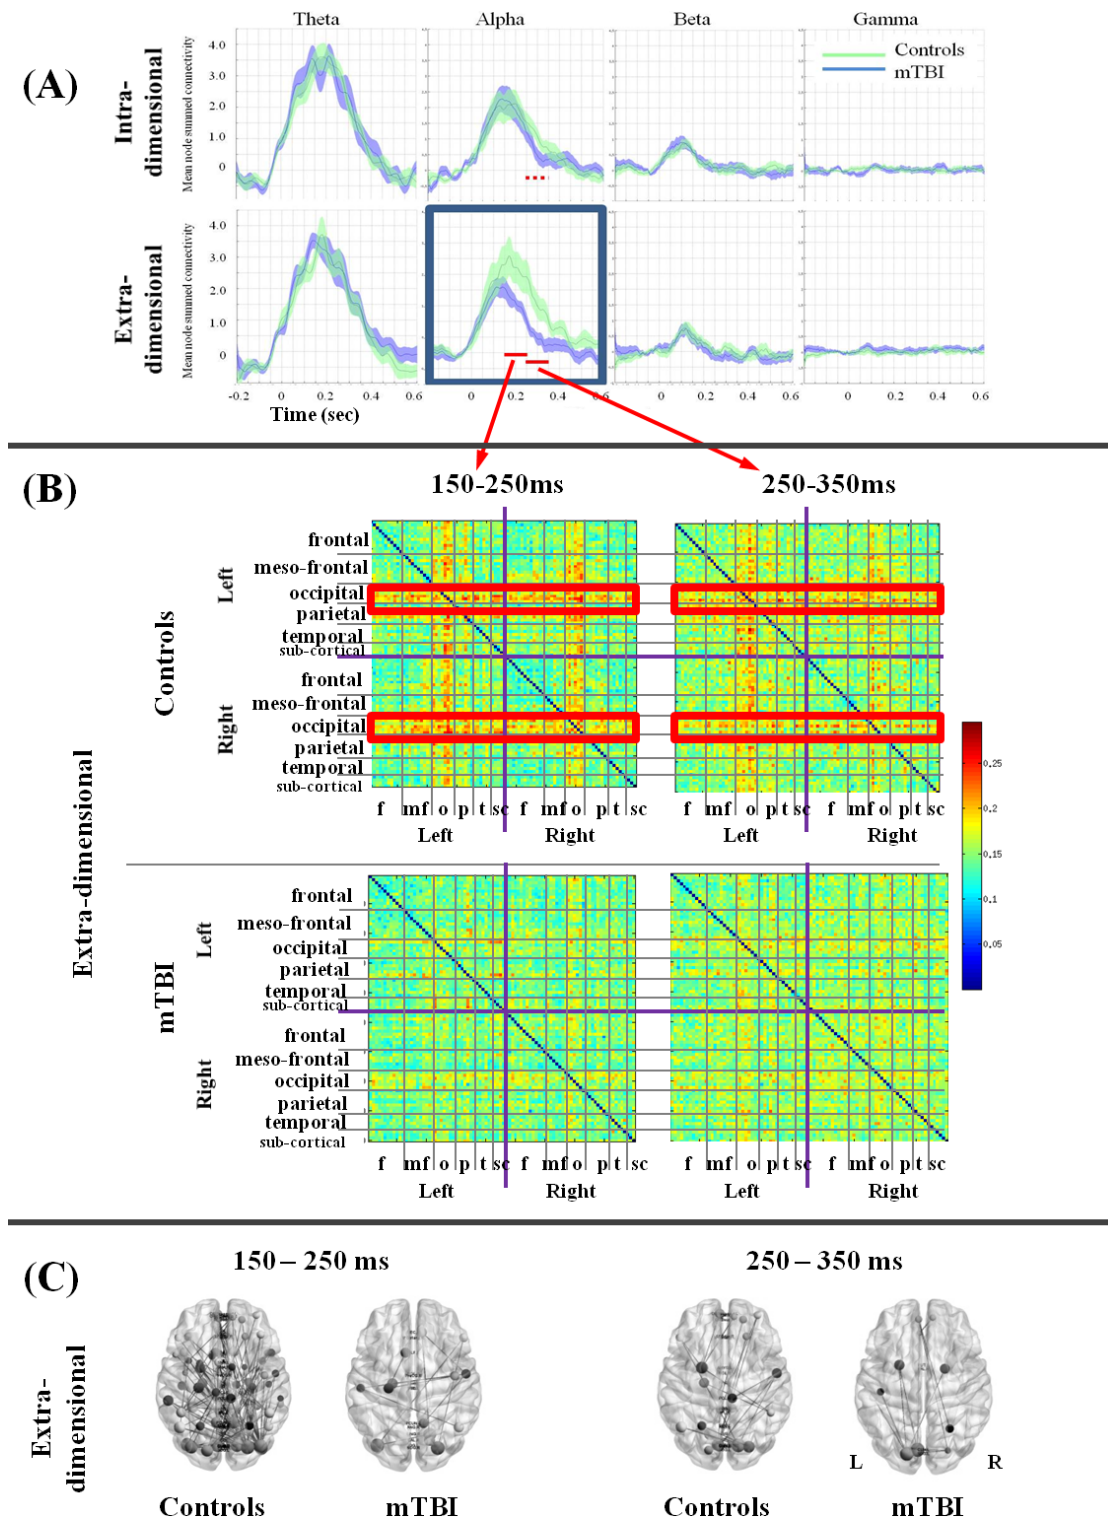 Theta Alpha Beta Gamma
(A)
Intra-
dimensional
Mean node summed connectivity
4.0
3.0
2.0
1.0
0
Controls
mTBI
Extra-
dimensional
Mean node summed connectivity
4.0
3.0
2.0
1.0
0
-0.2 0 0.2 0.4 0.6 0 0.2 0.4 0.6 0 0.2 0.4 0.6 0 0.2 0.4 0.6
Time (sec)
(B)
150-250ms 250-350ms
Extra-dimensional
Controls
Left
frontal
meso-frontal
occipital
parietal
temporal
sub-cortical
Right
frontal
meso-frontal
occipital
parietal
temporal
sub-cortical
f mf o p t sc f mf o p t sc f mf o p t sc f mf o p t sc
Left Right Left Right
0.25
0.2
0.15
0.1
0.05
mTBI
Left
frontal
meso-frontal
occipital
parietal
temporal
sub-cortical
Right
frontal
meso-frontal
occipital
parietal
temporal
sub-cortical
f mf o p t sc f mf o p t sc f mf o p t sc f mf o p t sc
Left Right Left Right
(C)
150 – 250 ms 250 – 350 ms
Extra-
dimensional
L R
Controls mTBI Controls mTBI